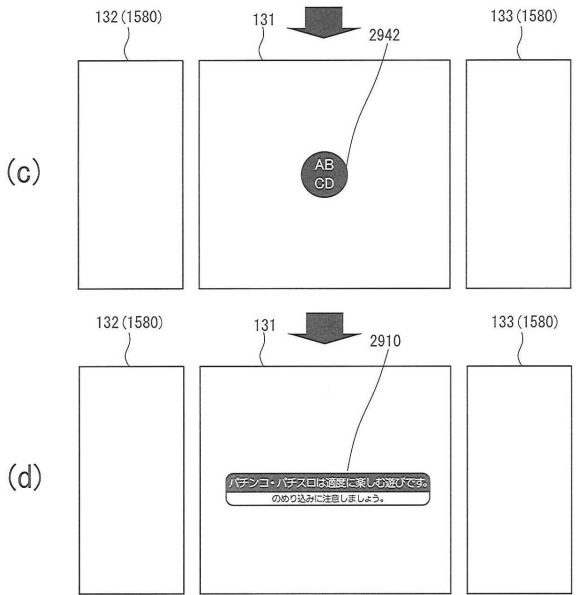 132(1580)
131
133(1580)
2942
(c)
AB
CD
132(1580)
131
133(1580)
2910
(d)
パチンコ・パチスロは適度に楽しむ遊びです。
のめり込みに注意しましょう。